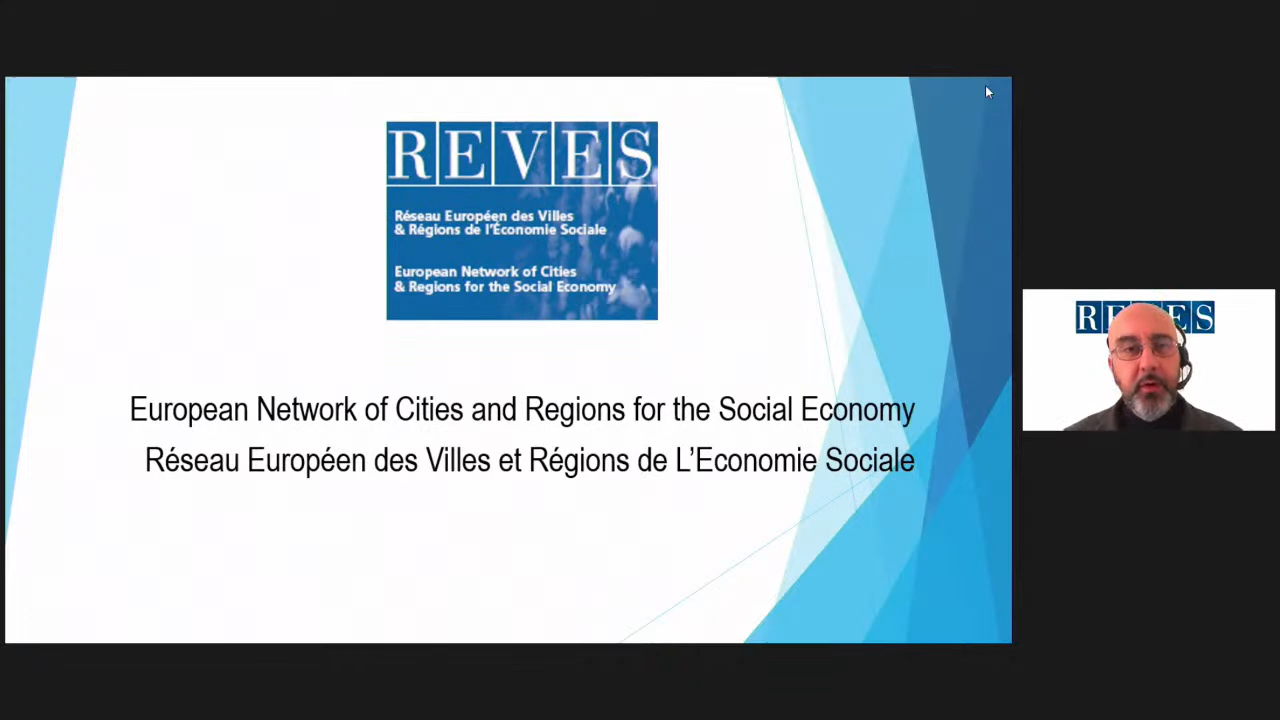 REVES
Réseau Européen des Villes
& Régions de l'Économie Sociale
European Network of Cities
& Regions for the Social Economy
European Network of Cities and Regions for the Social Economy
Réseau Européen des Villes et Régions de L’Economie Sociale
REVES